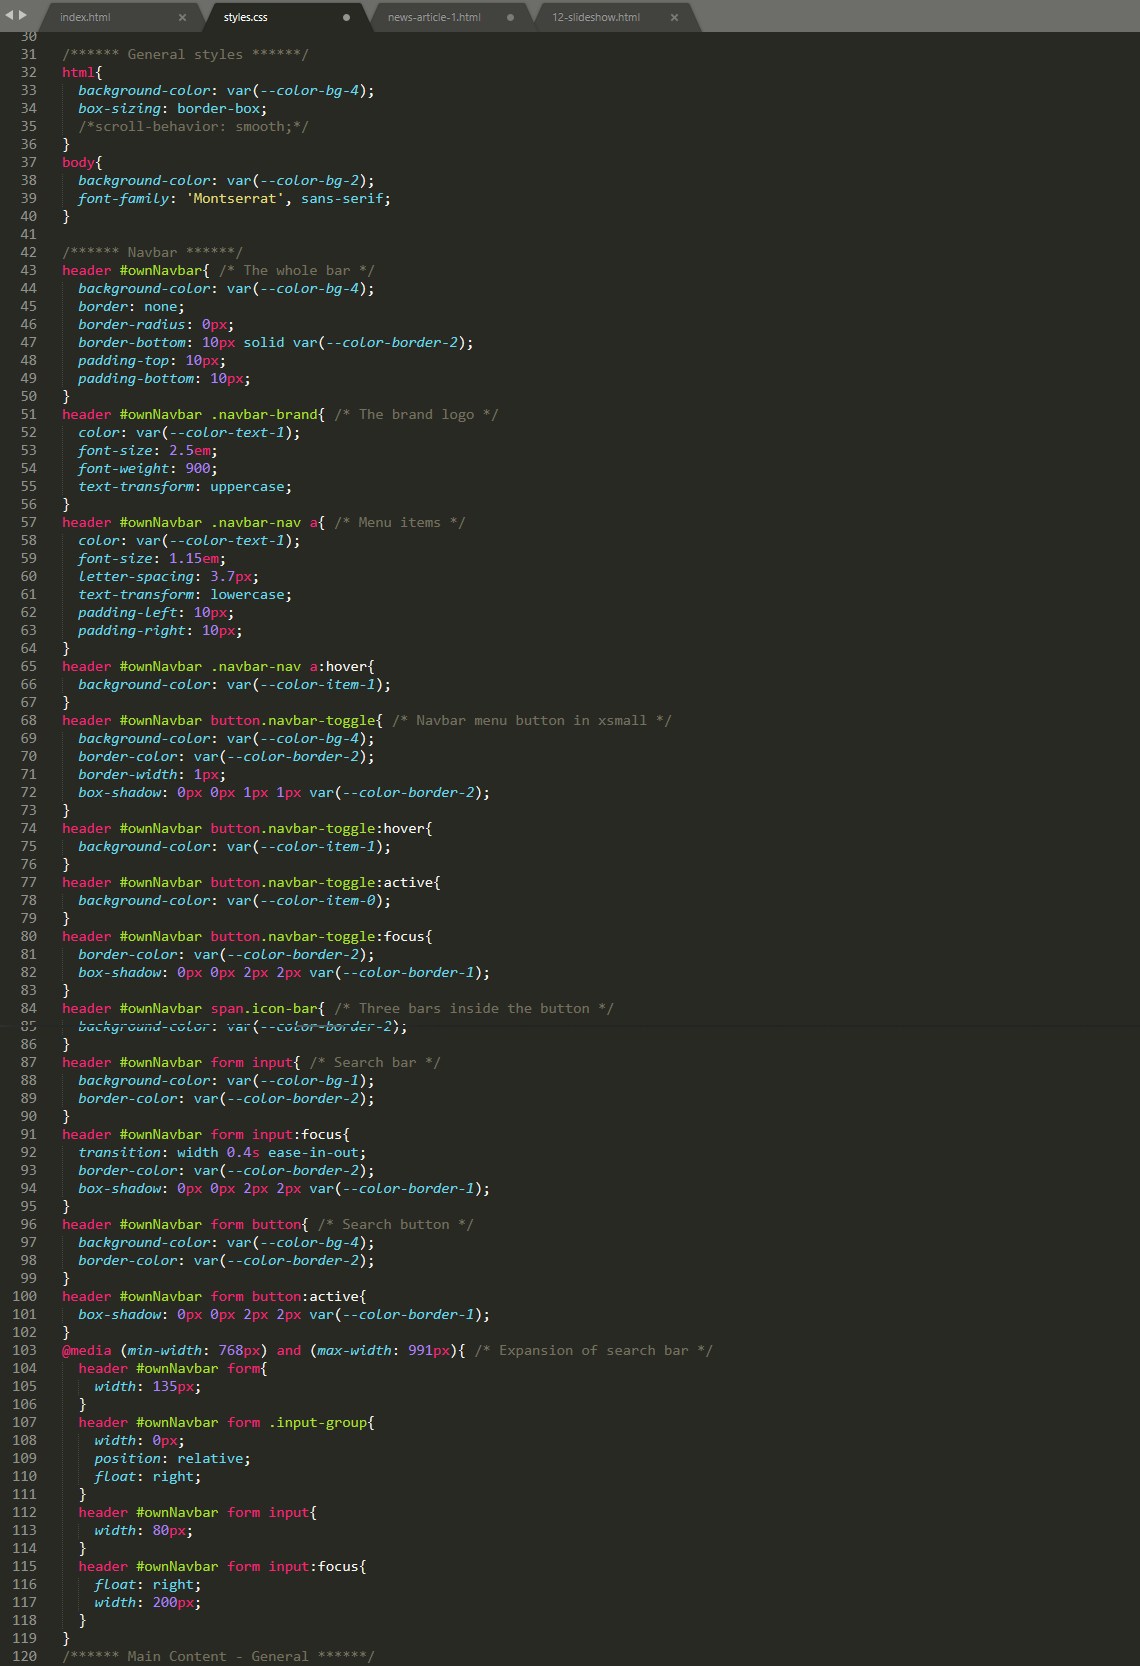 index.html × styles.css news-article-1.html 12-slideshow.html ×
30
31 /****** General styles ******/
32 html{
33 background-color: var(--color-bg-4);
34 box-sizing: border-box;
35 /*scroll-behavior: smooth;*/
36 }
37 body{
38 background-color: var(--color-bg-2);
39 font-family: 'Montserrat', sans-serif;
40 }
41
42 /****** Navbar ******/
43 header #ownNavbar{ /* The whole bar */
44 background-color: var(--color-bg-4);
45 border: none;
46 border-radius: 0px;
47 border-bottom: 10px solid var(--color-border-2);
48 padding-top: 10px;
49 padding-bottom: 10px;
50 }
51 header #ownNavbar .navbar-brand{ /* The brand logo */
52 color: var(--color-text-1);
53 font-size: 2.5em;
54 font-weight: 900;
55 text-transform: uppercase;
56 }
57 header #ownNavbar .navbar-nav a{ /* Menu items */
58 color: var(--color-text-1);
59 font-size: 1.15em;
60 letter-spacing: 3.7px;
61 text-transform: lowercase;
62 padding-left: 10px;
63 padding-right: 10px;
64 }
65 header #ownNavbar .navbar-nav a:hover{
66 background-color: var(--color-item-1);
67 }
68 header #ownNavbar button.navbar-toggle{ /* Navbar menu button in xsmall */
69 background-color: var(--color-bg-4);
70 border-color: var(--color-border-2);
71 border-width: 1px;
72 box-shadow: 0px 0px 1px 1px var(--color-border-2);
73 }
74 header #ownNavbar button.navbar-toggle:hover{
75 background-color: var(--color-item-1);
76 }
77 header #ownNavbar button.navbar-toggle:active{
78 background-color: var(--color-item-0);
79 }
80 header #ownNavbar button.navbar-toggle:focus{
81 border-color: var(--color-border-2);
82 box-shadow: 0px 0px 2px 2px var(--color-border-1);
83 }
84 header #ownNavbar span.icon-bar{ /* Three bars inside the button */
85 background-color: var(--color-border-2);
86 }
87 header #ownNavbar form input{ /* Search bar */
88 background-color: var(--color-bg-1);
89 border-color: var(--color-border-2);
90 }
91 header #ownNavbar form input:focus{
92 transition: width 0.4s ease-in-out;
93 border-color: var(--color-border-2);
94 box-shadow: 0px 0px 2px 2px var(--color-border-1);
95 }
96 header #ownNavbar form button{ /* Search button */
97 background-color: var(--color-bg-4);
98 border-color: var(--color-border-2);
99 }
100 header #ownNavbar form button:active{
101 box-shadow: 0px 0px 2px 2px var(--color-border-1);
102 }
103 @media (min-width: 768px) and (max-width: 991px){ /* Expansion of search bar */
104 header #ownNavbar form{
105 width: 135px;
106 }
107 header #ownNavbar form .input-group{
108 width: 0px;
109 position: relative;
110 float: right;
111 }
112 header #ownNavbar form input{
113 width: 80px;
114 }
115 header #ownNavbar form input:focus{
116 float: right;
117 width: 200px;
118 }
119 }
120 /****** Main Content - General ******/